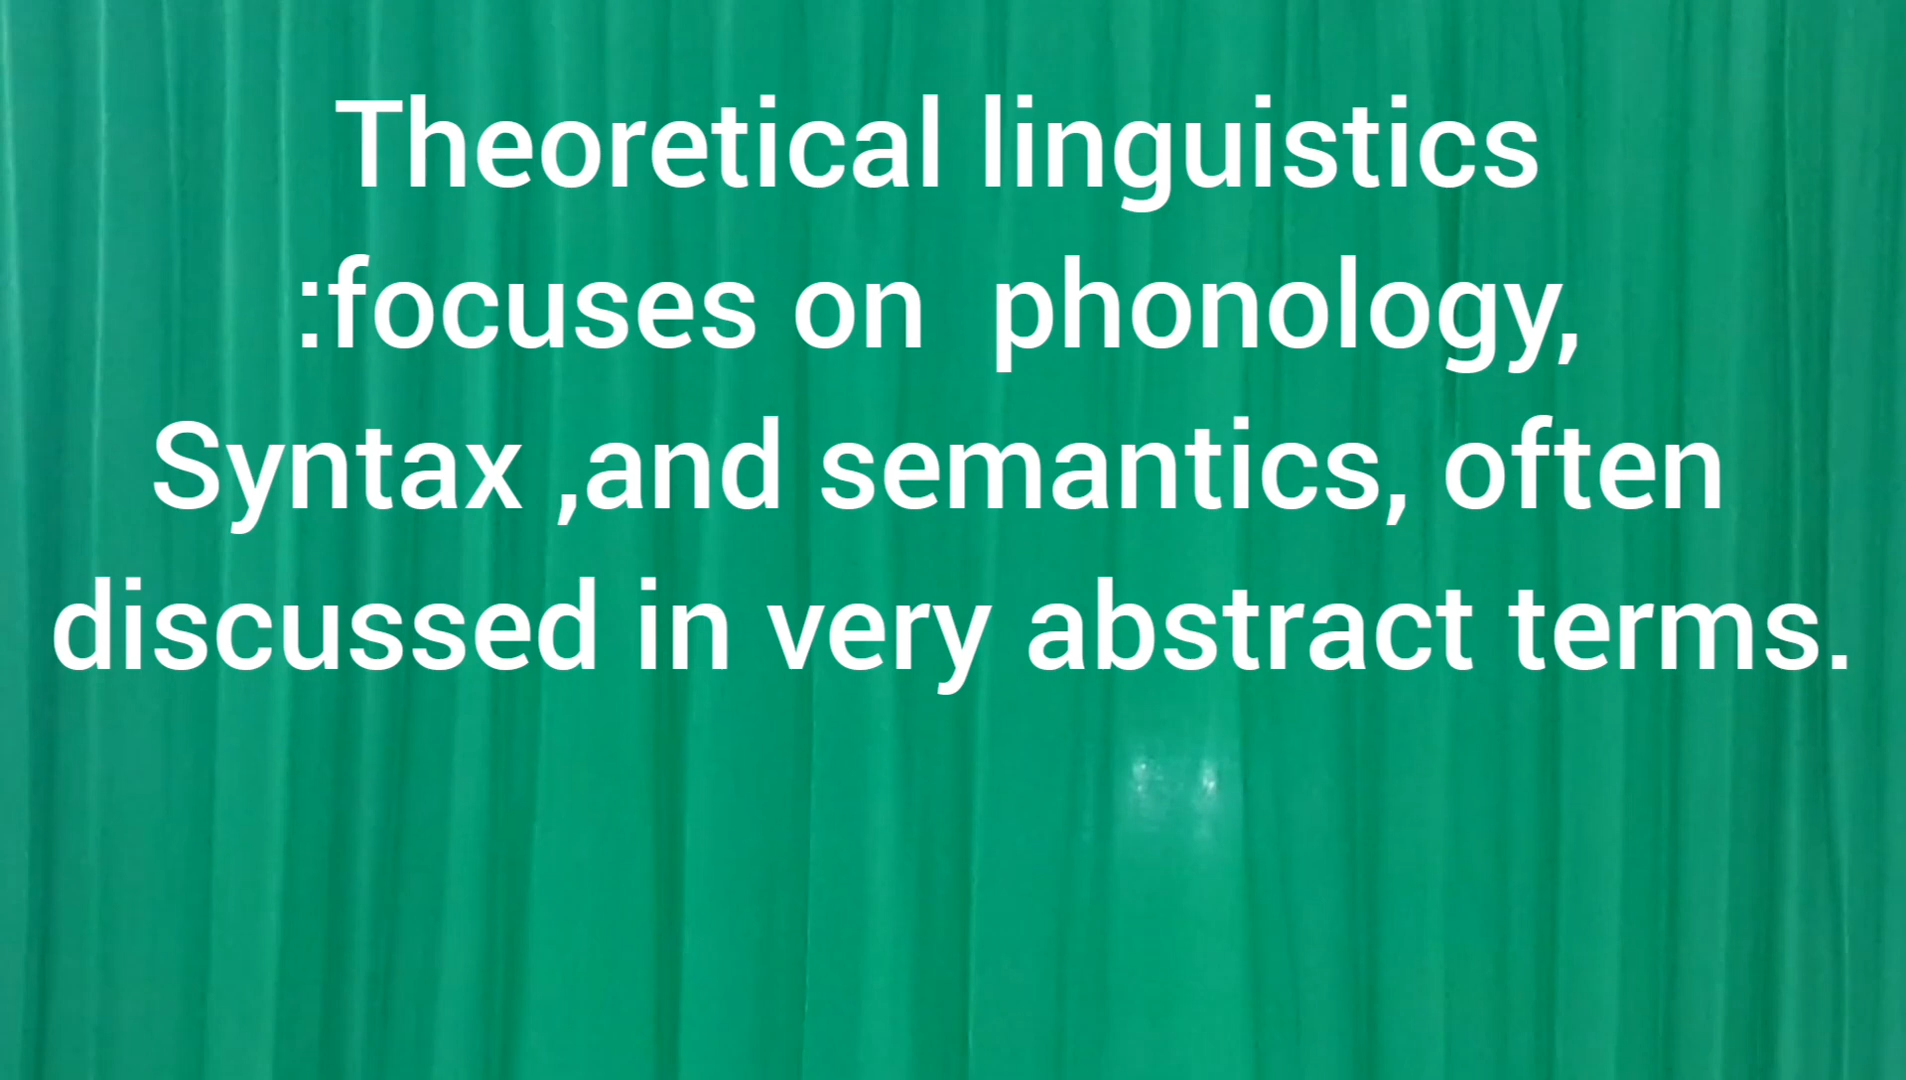 Theoretical linguistics
:focuses on  phonology,
Syntax ,and semantics, often
discussed in very abstract terms.